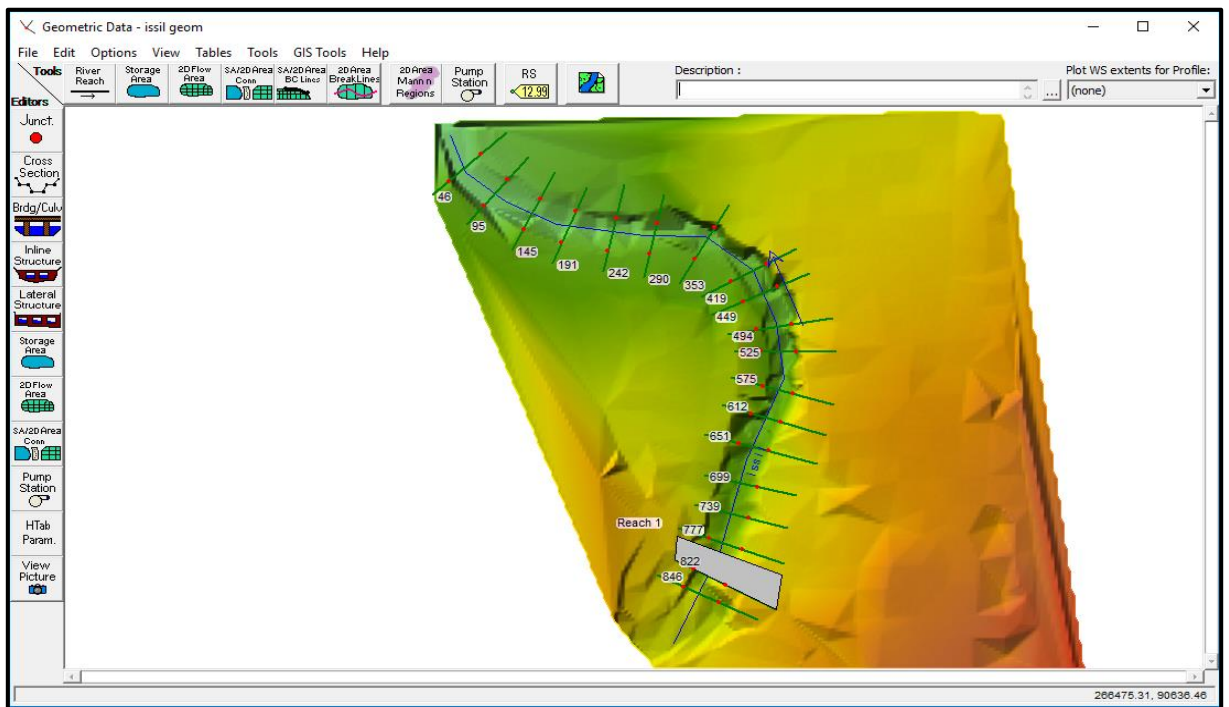 Geometric Data - issil geom
File Edit Options View Tables Tools GIS Tools Help
Tools
Editors
River Reach
Storage Area
2D Flow Area
SA/2D Area Conn
SA/2D Area BC Lines
2D Area BreakLines
2D Area Mann n Regions
Pump Station
RS
12.99
Description :
...
Plot WS extents for Profile:
(none)
Junct.
Cross Section
Brdg/Culv
Inline Structure
Lateral Structure
Storage Area
2D Flow Area
SA/2D Area Conn
Pump Station
HTab Param.
View Picture
46
95
145
191
242
290
353
419
449
494
525
575
612
651
issil
699
739
Reach 1
777
822
846
266475.31, 90636.46